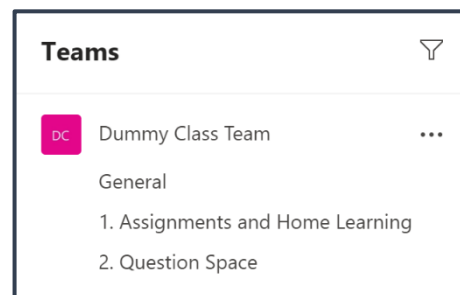 Teams
DC Dummy Class Team ...
General
1. Assignments and Home Learning
2. Question Space